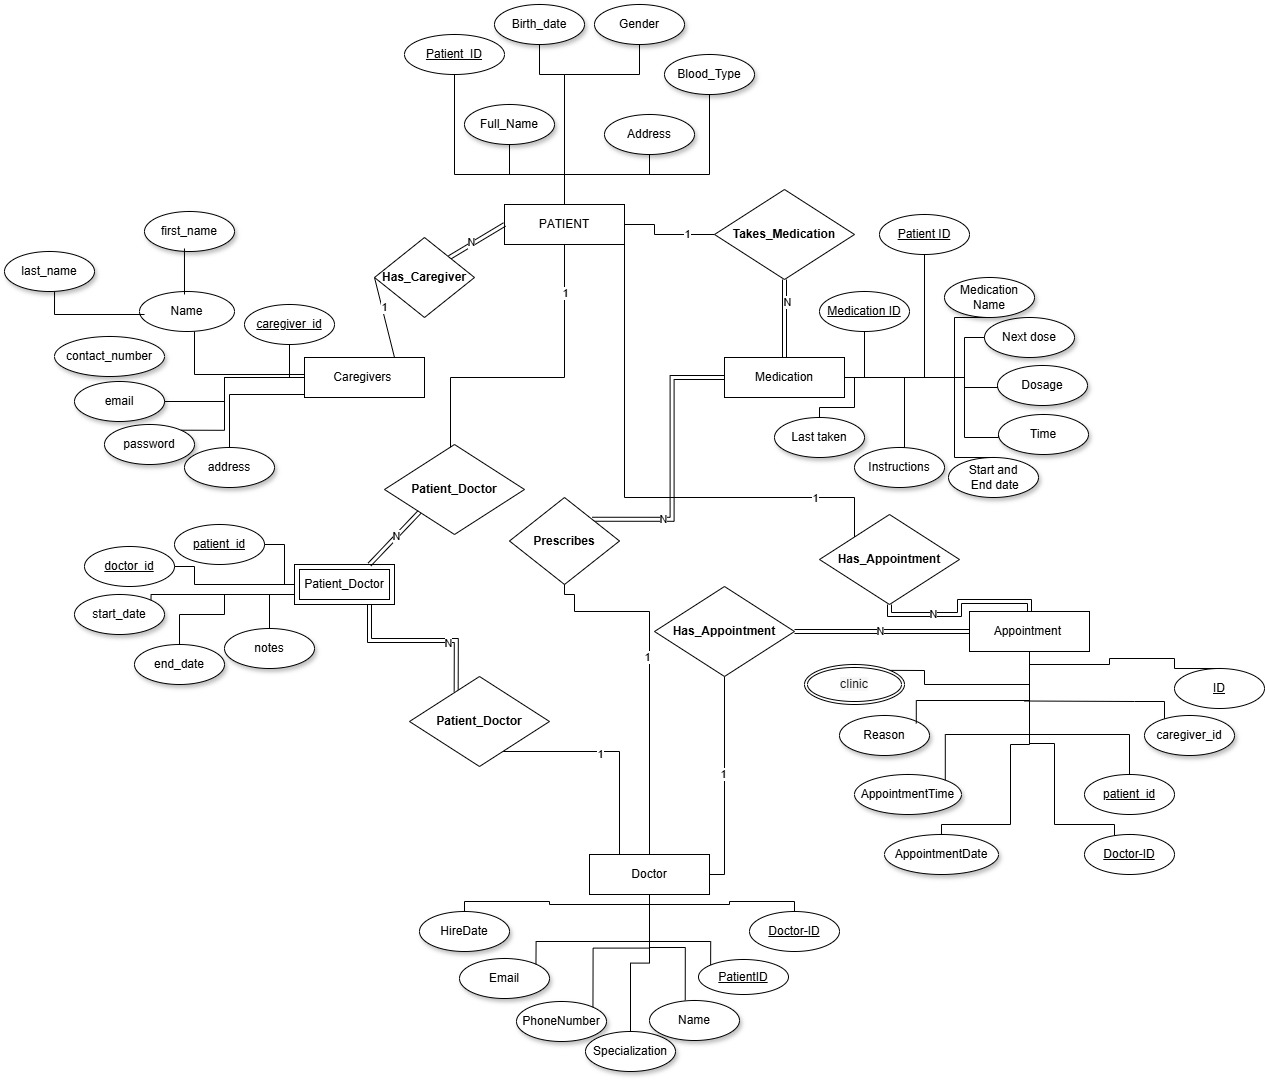 Birth_date
Gender
Patient_ID
Blood_Type
Full_Name
Address
PATIENT
1
Takes_Medication
N
Patient ID
first_name
last_name
Name
N
Has_Caregiver
1
caregiver_id
contact_number
email
password
address
Caregivers
1
N
Medication ID
Medication
Name
Next dose
Dosage
Time
Start and
End date
Medication
Last taken
Instructions
Patient_Doctor
N
1
N
Prescribes
Has_Appointment
patient_id
doctor_id
Patient_Doctor
start_date
end_date
notes
N
Patient_Doctor
1
1
Has_Appointment
N
N
Appointment
1
clinic
ID
Reason
caregiver_id
AppointmentTime
patient_id
AppointmentDate
Doctor-ID
Doctor
HireDate
Doctor-ID
Email
PatientID
PhoneNumber
Name
Specialization